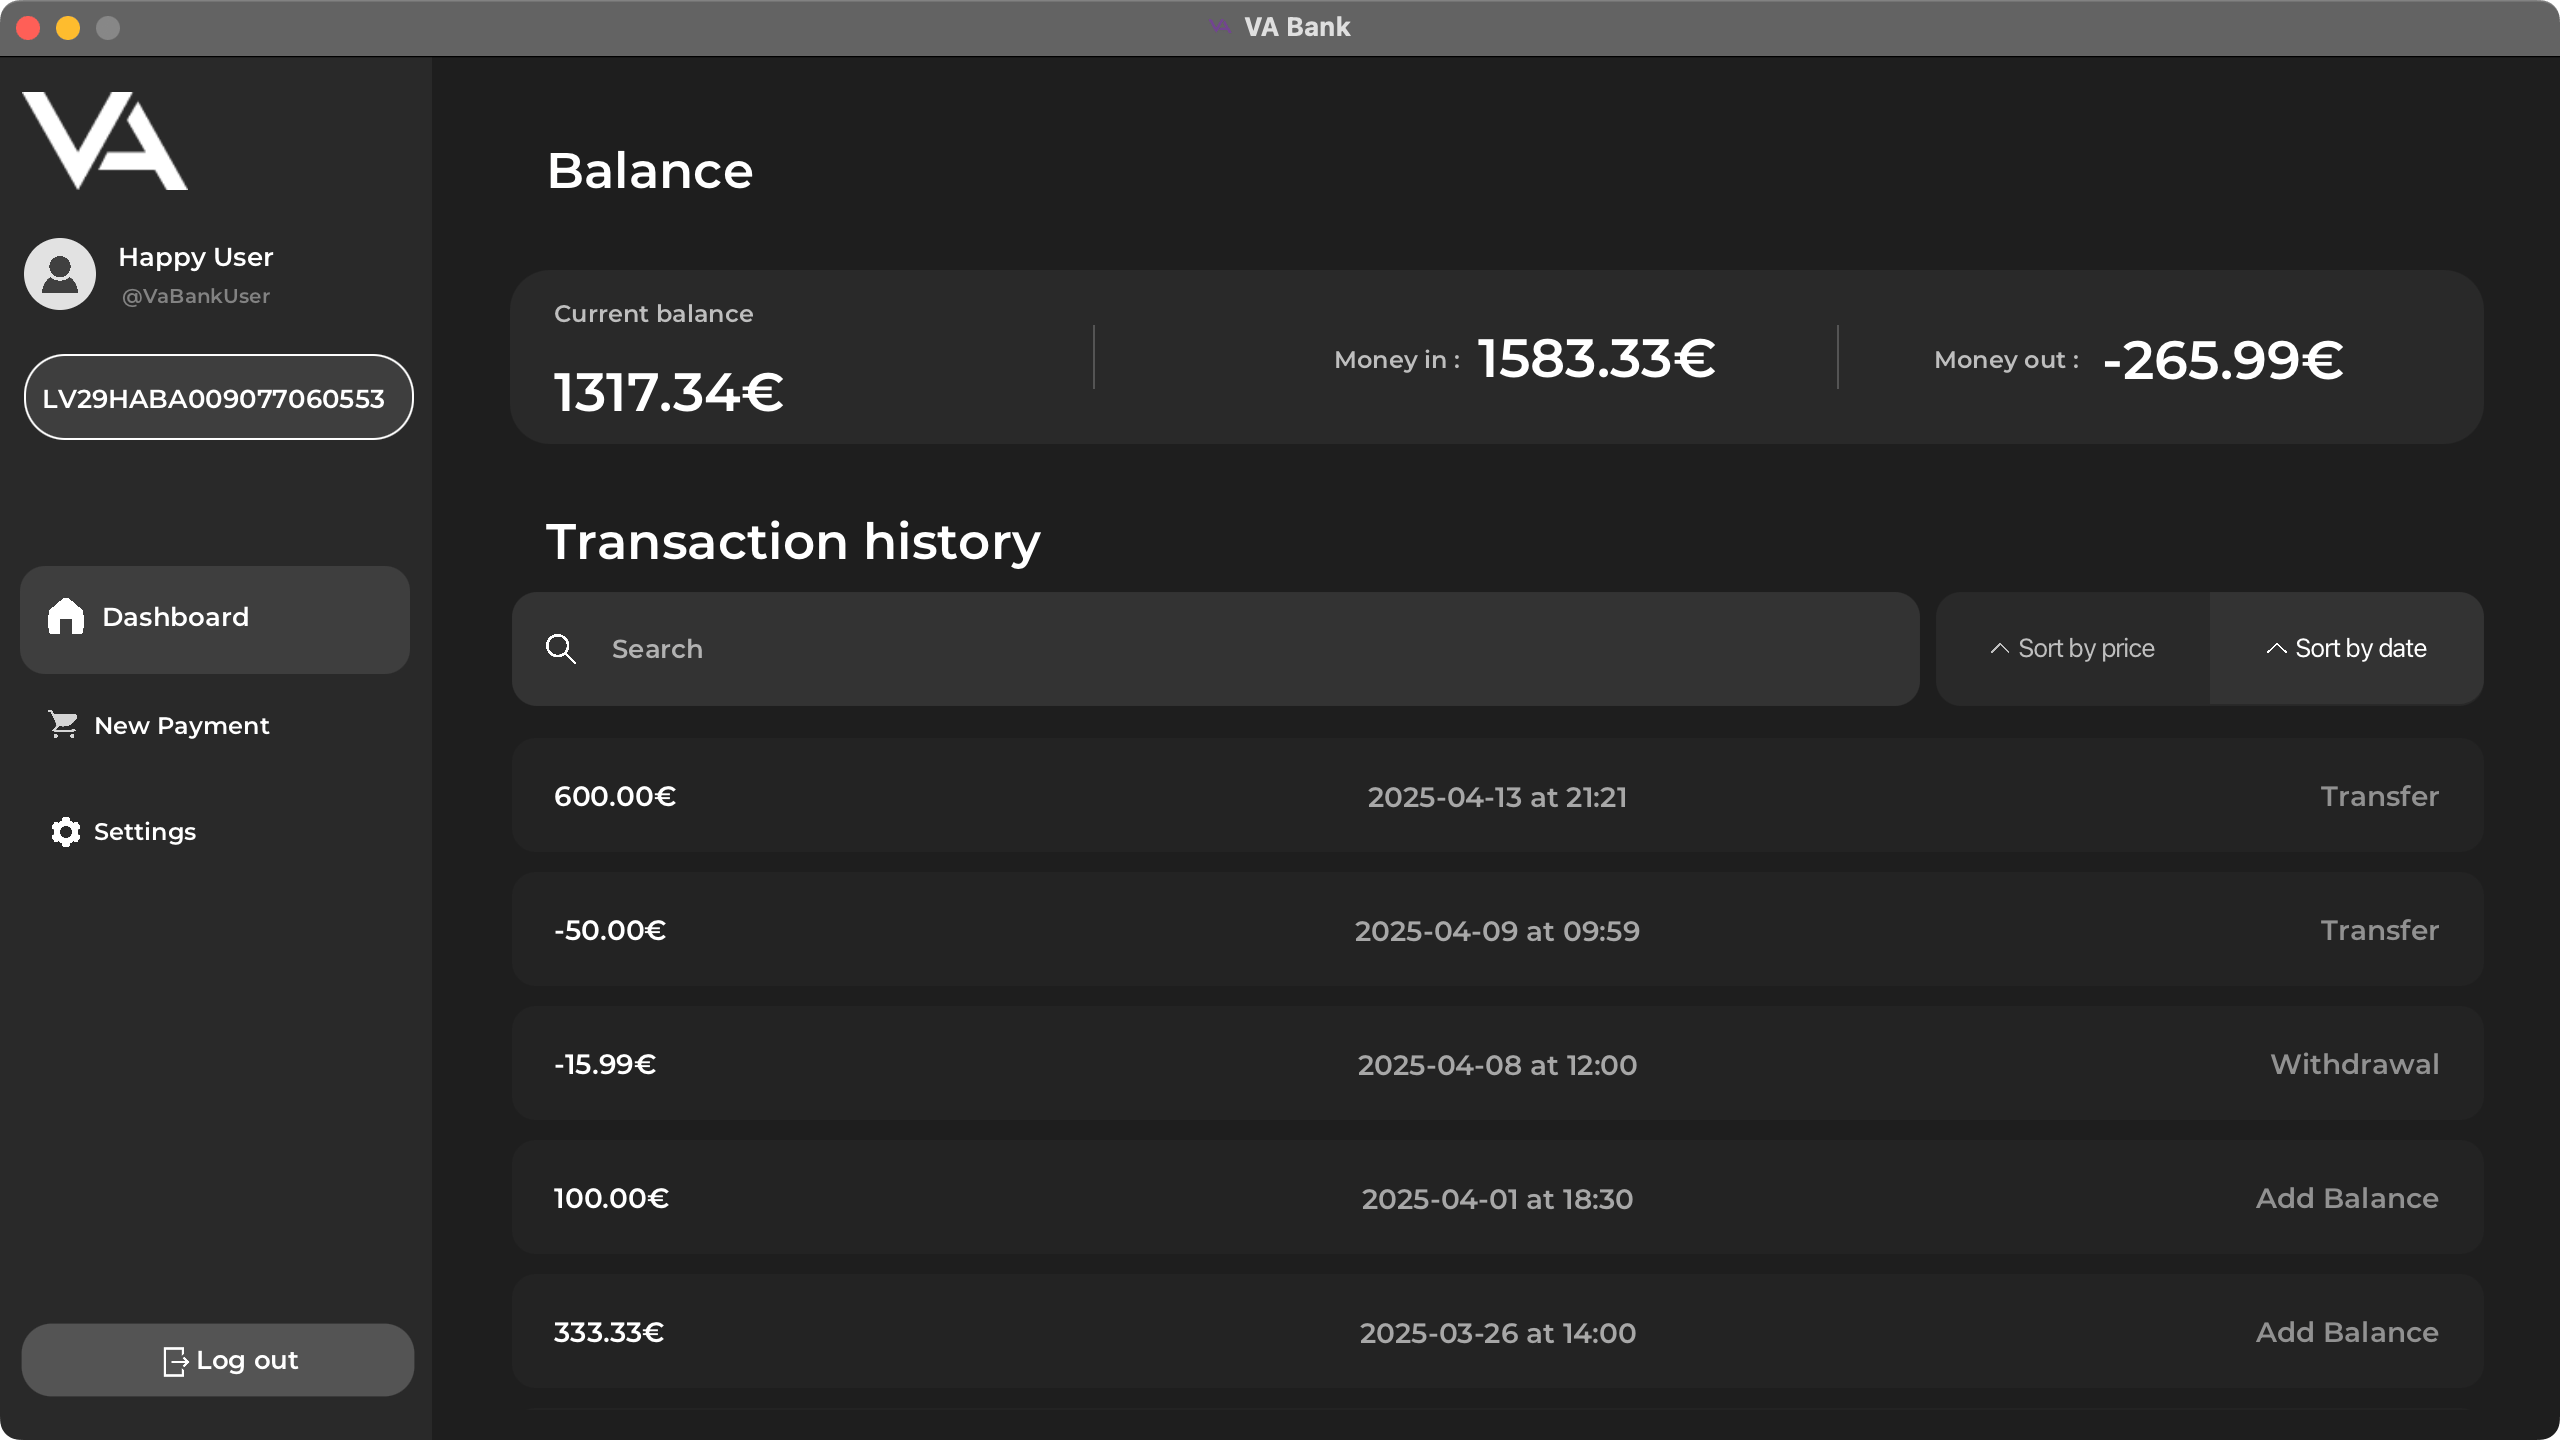 VA Bank
VA
Happy User
@VaBankUser
LV29HABA009077060553
Dashboard
New Payment
Settings
Log out
Balance
Current balance
1317.34€
Money in : 1583.33€
Money out : -265.99€
Transaction history
Search
Sort by price
Sort by date
600.00€ 2025-04-13 at 21:21 Transfer
-50.00€ 2025-04-09 at 09:59 Transfer
-15.99€ 2025-04-08 at 12:00 Withdrawal
100.00€ 2025-04-01 at 18:30 Add Balance
333.33€ 2025-03-26 at 14:00 Add Balance